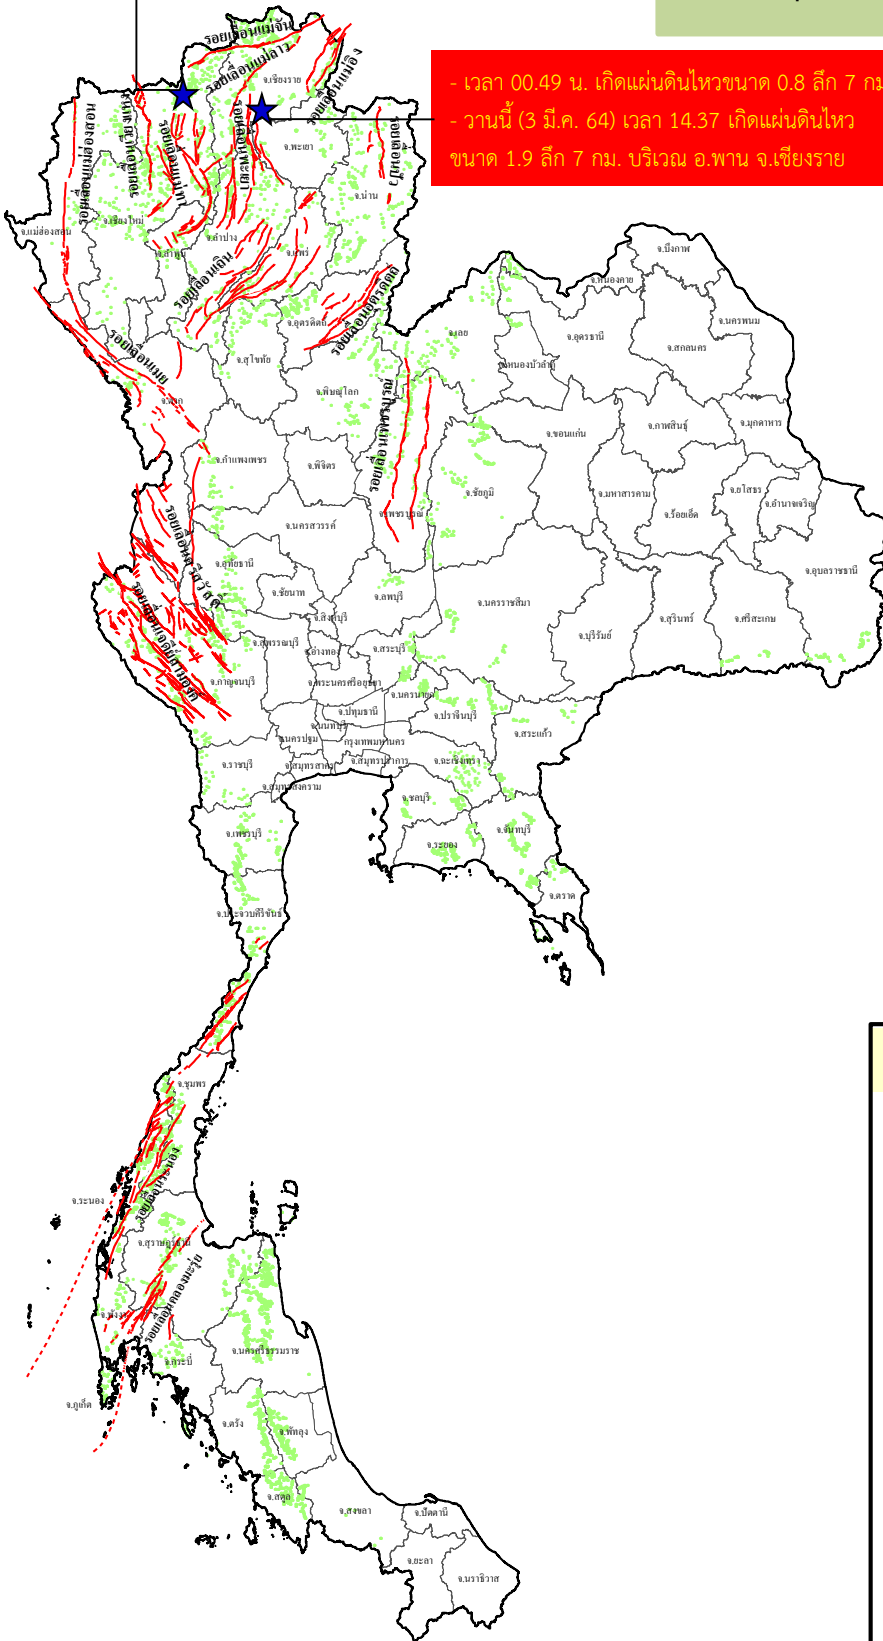 รอยเลื่อนแม่จัน
รอยเลื่อนแม่ลาว
รอยเลื่อนแม่อิง
จ.เชียงราย
- เวลา 00.49 น. เกิดแผ่นดินไหวขนาด 0.8 ลึก 7 กม
- วานนี้ (3 มี.ค. 64) เวลา 14.37 เกิดแผ่นดินไหว
ขนาด 1.9 ลึก 7 กม. บริเวณ อ.พาน จ.เชียงราย
รอยเลื่อนแม่ฮ่องสอน
รอยเลื่อนแม่ทา
รอยเลื่อนพะเยา
รอยเลื่อนปัว
จ.พะเยา
จ.น่าน
จ.แม่ฮ่องสอน
จ.เชียงใหม่
จ.ลำปาง
จ.ลำพูน
จ.แพร่
รอยเลื่อนเถิน
รอยเลื่อนอุตรดิตถ์
จ.อุตรดิตถ์
จ.บึงกาฬ
จ.หนองคาย
จ.นครพนม
จ.เลย
จ.อุดรธานี
จ.สกลนคร
จ.หนองบัวลำภู
รอยเลื่อนเมย
จ.สุโขทัย
จ.ตาก
จ.พิษณุโลก
รอยเลื่อนเพชรบูรณ์
จ.ขอนแก่น
จ.กาฬสินธุ์
จ.มุกดาหาร
จ.กำแพงเพชร
จ.พิจิตร
จ.ชัยภูมิ
จ.มหาสารคาม
จ.ร้อยเอ็ด
จ.ยโสธร
จ.อำนาจเจริญ
จ.เพชรบูรณ์
จ.นครสวรรค์
รอยเลื่อนศรีสวัสดิ์
จ.อุทัยธานี
จ.อุบลราชธานี
จ.ชัยนาท
จ.ลพบุรี
จ.นครราชสีมา
จ.บุรีรัมย์
จ.สุรินทร์
จ.ศรีสะเกษ
รอยเลื่อนเจดีย์สามองค์
จ.สิงห์บุรี
จ.สุพรรณบุรี
จ.อ่างทอง
จ.สระบุรี
จ.กาญจนบุรี
จ.พระนครศรีอยุธยา
จ.นครนายก
จ.ปทุมธานี
จ.ปราจีนบุรี
จ.นนทบุรี
จ.สระแก้ว
จ.นครปฐม
กรุงเทพมหานคร
จ.ราชบุรี
จ.สมุทรสาคร
จ.สมุทรปราการ
จ.ฉะเชิงเทรา
จ.สมุทรสงคราม
จ.ชลบุรี
จ.เพชรบุรี
จ.ระยอง
จ.จันทบุรี
จ.ตราด
จ.ประจวบคีรีขันธ์
จ.ชุมพร
รอยเลื่อนระนอง
จ.ระนอง
จ.สุราษฎร์ธานี
รอยเลื่อนคลองมะรุ่ย
จ.พังงา
จ.กระบี่
จ.นครศรีธรรมราช
จ.ภูเก็ต
จ.ตรัง
จ.พัทลุง
จ.สตูล
จ.สงขลา
จ.ปัตตานี
จ.ยะลา
จ.นราธิวาส